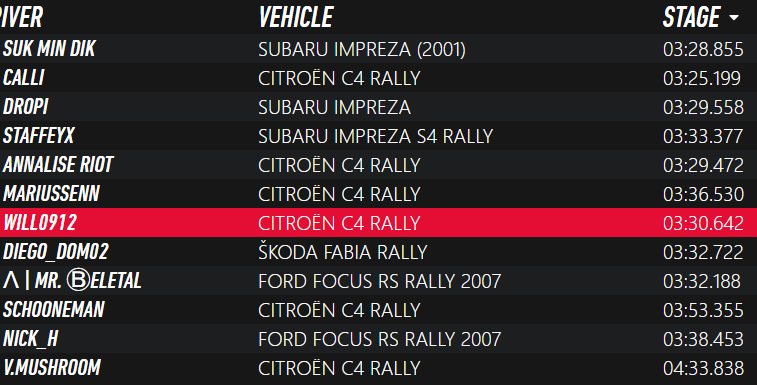 RIVER VEHICLE STAGE
SUK MIN DIK SUBARU IMPREZA (2001) 03:28.855
CALLI CITROËN C4 RALLY 03:25.199
DROPI SUBARU IMPREZA 03:29.558
STAFFEYX SUBARU IMPREZA S4 RALLY 03:33.377
ANNALISE RIOT CITROËN C4 RALLY 03:29.472
MARIUSSENN CITROËN C4 RALLY 03:36.530
WILL0912 CITROËN C4 RALLY 03:30.642
DIEGO_DOM02 ŠKODA FABIA RALLY 03:32.722
Λ | MR. ⒷELETAL FORD FOCUS RS RALLY 2007 03:32.188
SCHOONEMAN CITROËN C4 RALLY 03:53.355
NICK_H FORD FOCUS RS RALLY 2007 03:38.453
V.MUSHROOM CITROËN C4 RALLY 04:33.838